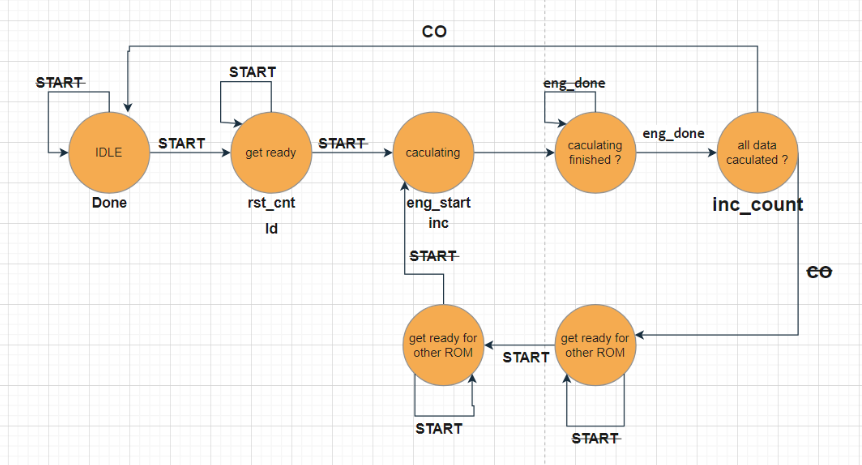 CO
START
START
eng_done
IDLE
START
get ready
START
caculating
caculating
finished ?
eng_done
all data
caculated ?
Done
rst_cnt
ld
eng_start
inc
inc_count
START
CO
get ready for
other ROM
START
get ready for
other ROM
START
START